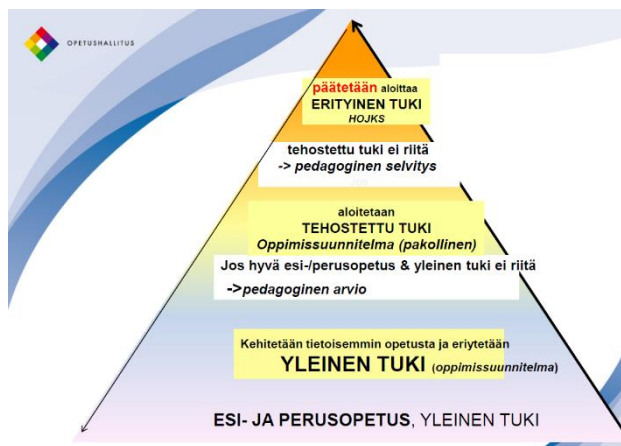 OPETUSHALLITUS
päätetään aloittaa
ERITYINEN TUKI
HOJKS
tehostettu tuki ei riitä
-> pedagoginen selvitys
Jos
aloitetaan
TEHOSTETTU TUKI
Oppimissuunnitelma (pakollinen)
Jos hyvä esi-/perusopetus & yleinen tuki ei riitä
->pedagoginen arvio
Kehitetään tietoisemmin opetusta ja eriytetään
YLEINEN TUKI (oppimissuunnitelma)
ESI- JA PERUSOPETUS, YLEINEN TUKI